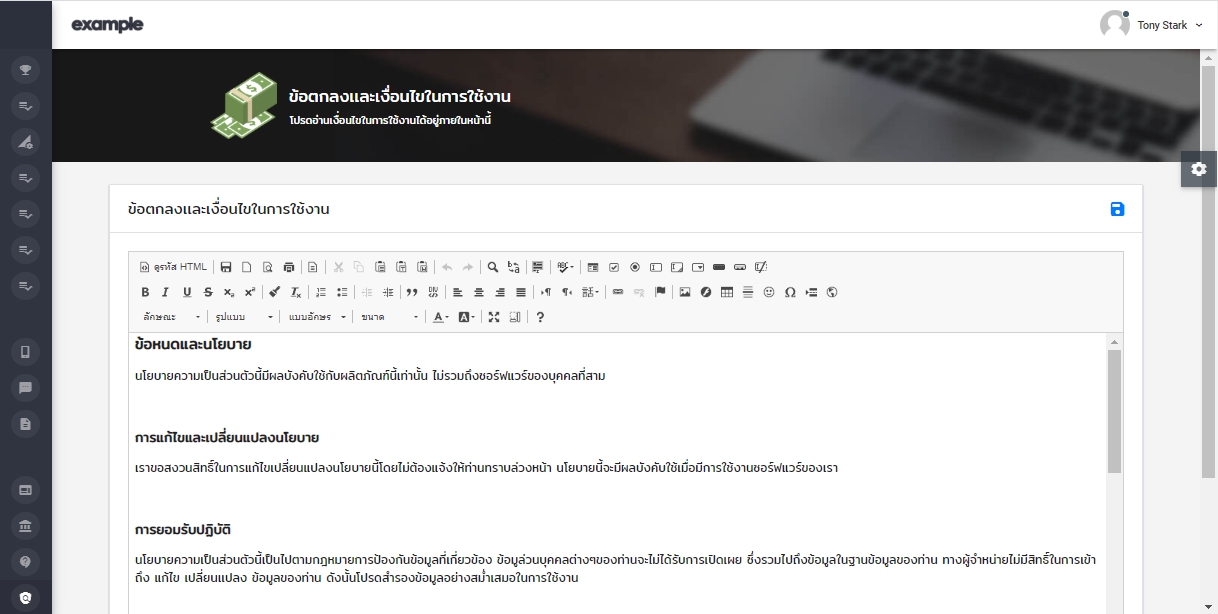 example
Tony Stark
ข้อตกลงและเงื่อนไขในการใช้งาน
โปรดอ่านเงื่อนไขในการใช้งานได้อยู่ภายในหน้านี้
ข้อตกลงและเงื่อนไขในการใช้งาน
ดูรหัส HTML
ลักษณะ รูปแบบ แบบอักษร ขนาด
ข้อหนดและนโยบาย
นโยบายความเป็นส่วนตัวนี้มีผลบังคับใช้กับผลิตภัณฑ์นี้เท่านั้น ไม่รวมถึงซอร์ฟแวร์ของบุคคลที่สาม
การแก้ไขและเปลี่ยนแปลงนโยบาย
เราขอสงวนสิทธิ์ในการแก้ไขเปลี่ยนแปลงนโยบายนี้โดยไม่ต้องแจ้งให้ท่านทราบล่วงหน้า นโยบายนี้จะมีผลบังคับใช้เมื่อมีการใช้งานซอร์ฟแวร์ของเรา
การยอมรับปฏิบัติ
นโยบายความเป็นส่วนตัวนี้เป็นไปตามกฎหมายการป้องกันข้อมูลที่เกี่ยวข้อง ข้อมูล่วนบุคคลต่างๆของท่านจะไม่ได้รับการเปิดเผย ซึ่งรวมไปถึงข้อมูลในฐานข้อมูลของท่าน ทางผู้จำหน่ายไม่มีสิทธิ์ในการเข้า
ถึง แก้ไข เปลี่ยนแปลง ข้อมูลของท่าน ดังนั้นโปรดสำรองข้อมูลอย่างสม่ำเสมอในการใช้งาน